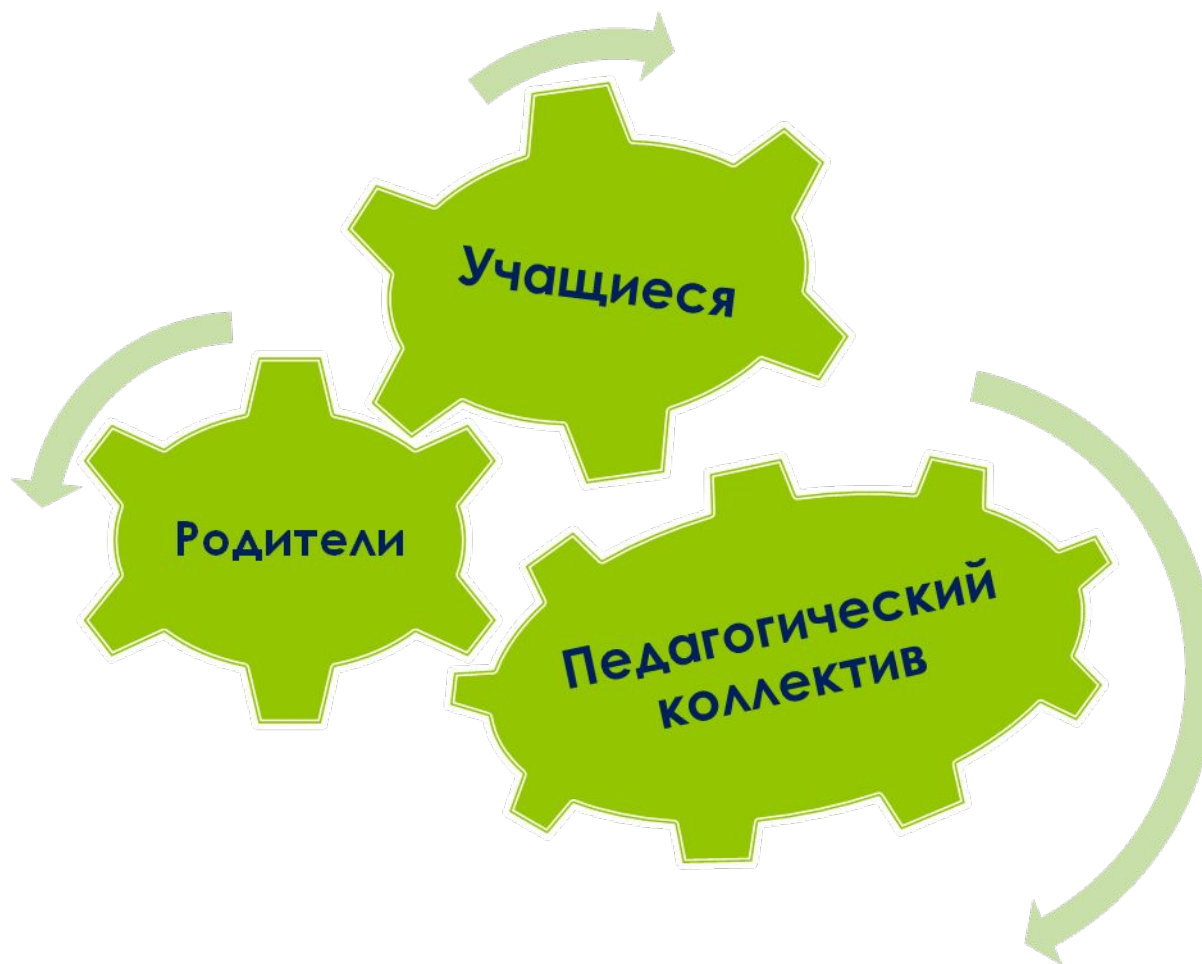 Учащиеся
Родители
Педагогический
коллектив